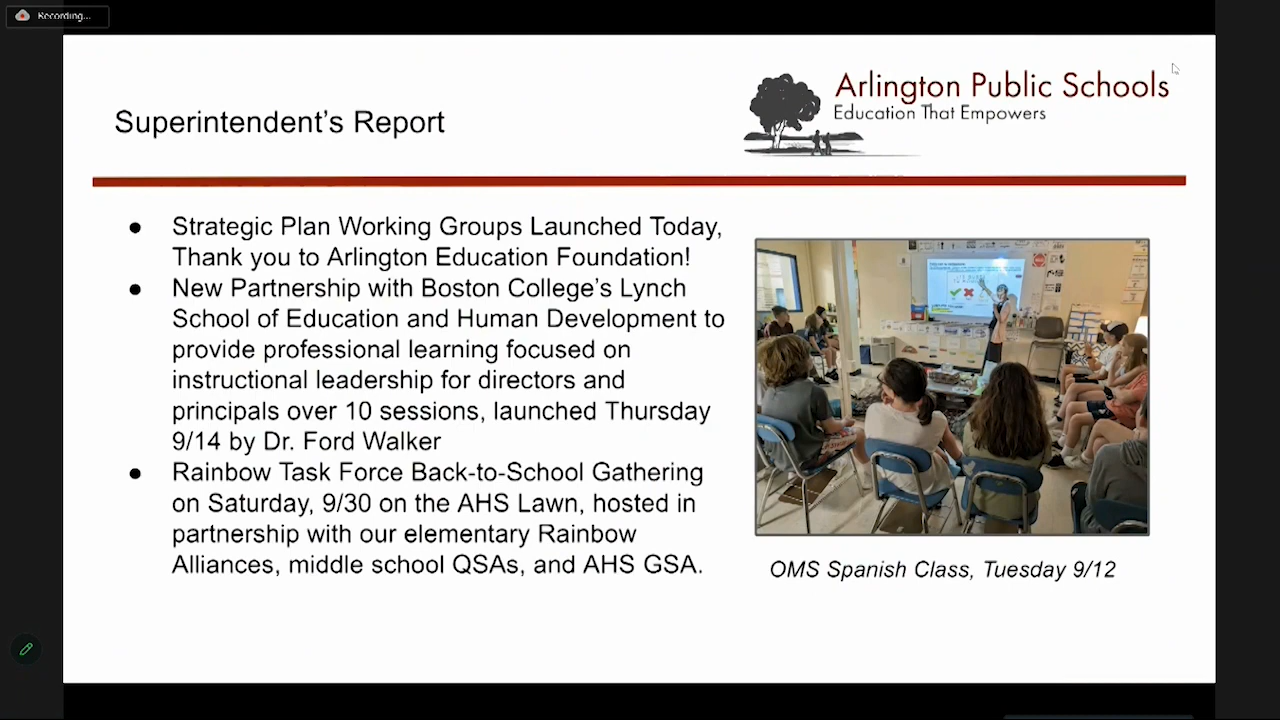 Recording...
Superintendent's Report
Arlington Public Schools
Education That Empowers
● Strategic Plan Working Groups Launched Today,
Thank you to Arlington Education Foundation!
● New Partnership with Boston College's Lynch
School of Education and Human Development to
provide professional learning focused on
instructional leadership for directors and
principals over 10 sessions, launched Thursday
9/14 by Dr. Ford Walker
● Rainbow Task Force Back-to-School Gathering
on Saturday, 9/30 on the AHS Lawn, hosted in
partnership with our elementary Rainbow
Alliances, middle school QSAs, and AHS GSA.
OMS Spanish Class, Tuesday 9/12